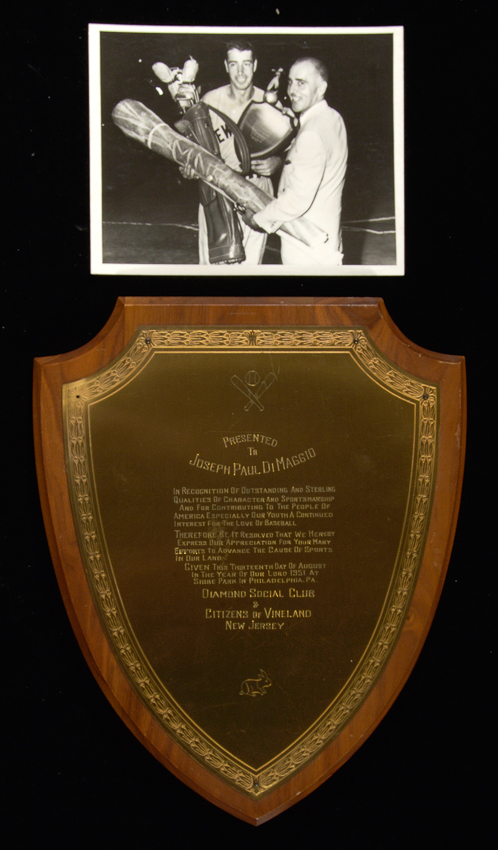 NEW
PRESENTED
TO
JOSEPH PAUL DIMAGGIO
IN RECOGNITION OF OUTSTANDING AND STERLING
QUALITIES OF CHARACTER AND SPORTSMANSHIP
AND FOR CONTRIBUTING TO THE PEOPLE OF
AMERICA ESPECIALLY OUR YOUTH A CONTINUED
INTEREST FOR THE LOVE OF BASEBALL
THEREFORE BE IT RESOLVED THAT WE HEREBY
EXPRESS OUR APPRECIATION FOR YOUR MANY
EFFORTS TO ADVANCE THE CAUSE OF SPORTS
IN OUR LAND:
GIVEN THIS THIRTEENTH DAY OF AUGUST
IN THE YEAR OF OUR LORD 1951 AT
SHIBE PARK IN PHILADELPHIA, PA.
DIAMOND SOCIAL CLUB
&
CITIZENS OF VINELAND
NEW JERSEY